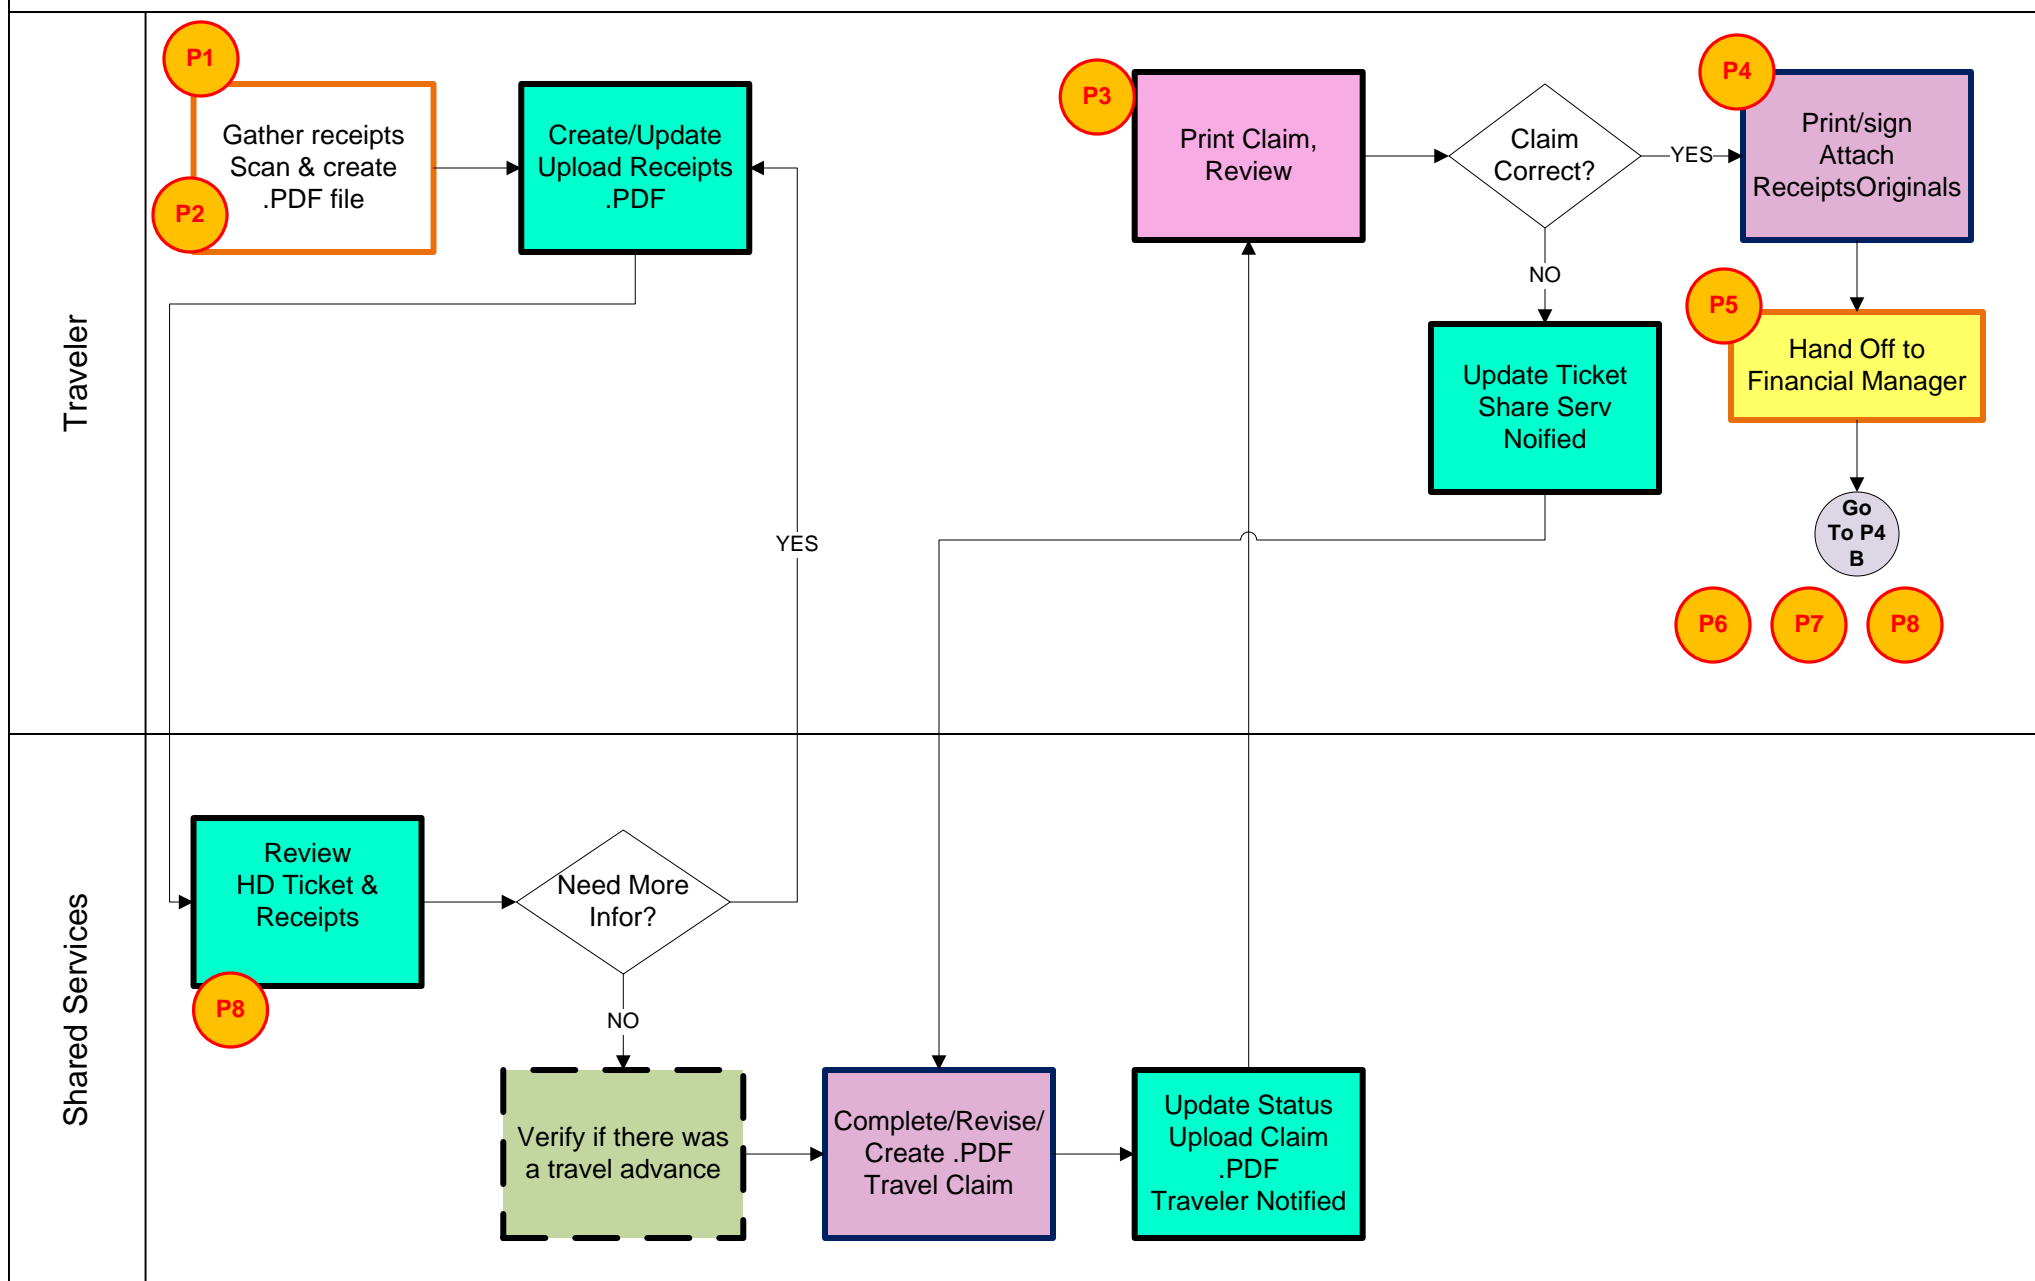 Traveler
P1
Gather receipts
Scan & create
.PDF file
P2
Create/Update
Upload Receipts
.PDF
P3
Print Claim,
Review
Claim
Correct?
YES
P4
Print/sign
Attach
ReceiptsOriginals
NO
P5
Hand Off to
Financial Manager
Update Ticket
Share Serv
Noified
YES
Go
To P4
B
P6
P7
P8
Shared Services
Review
HD Ticket &
Receipts
P8
Need More
Infor?
NO
Verify if there was
a travel advance
Complete/Revise/
Create .PDF
Travel Claim
Update Status
Upload Claim
.PDF
Traveler Notified